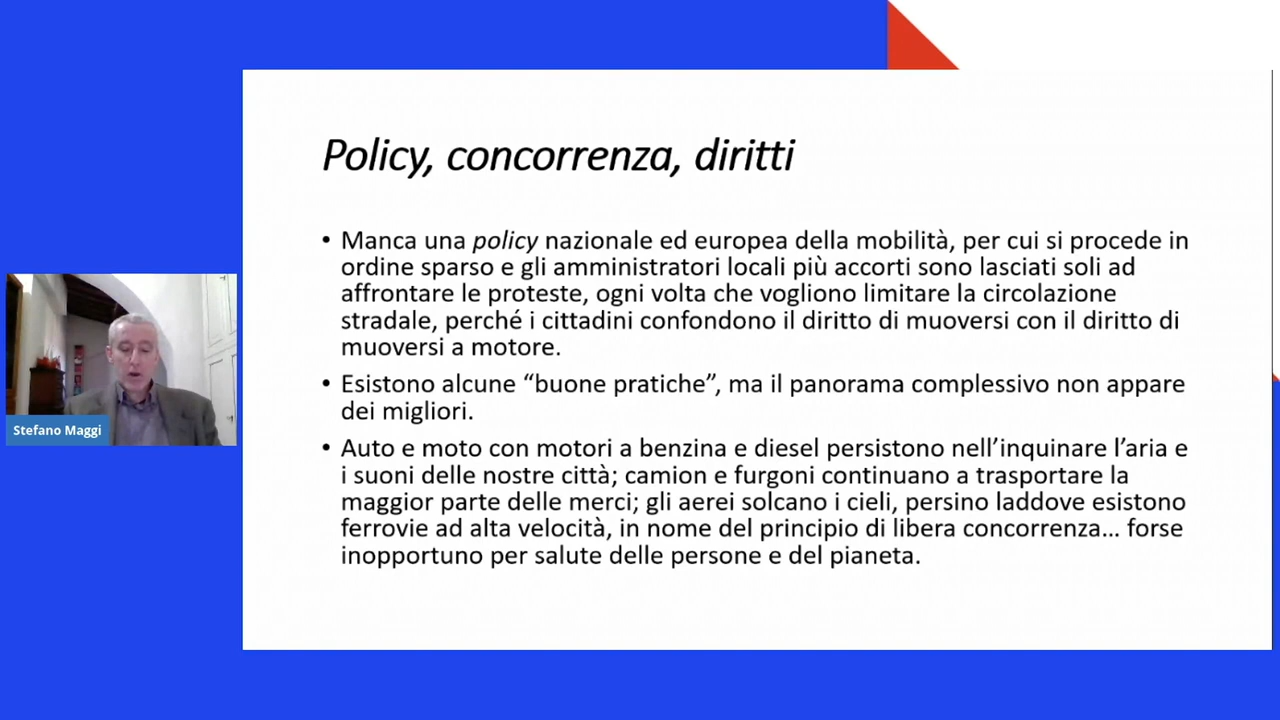 Policy, concorrenza, diritti
• Manca una policy nazionale ed europea della mobilità, per cui si procede in
ordine sparso e gli amministratori locali più accorti sono lasciati soli ad
affrontare le proteste, ogni volta che vogliono limitare la circolazione
stradale, perché i cittadini confondono il diritto di muoversi con il diritto di
muoversi a motore.
• Esistono alcune “buone pratiche”, ma il panorama complessivo non appare
dei migliori.
• Auto e moto con motori a benzina e diesel persistono nell’inquinare l’aria e
i suoni delle nostre città; camion e furgoni continuano a trasportare la
maggior parte delle merci; gli aerei solcano i cieli, persino laddove esistono
ferrovie ad alta velocità, in nome del principio di libera concorrenza… forse
inopportuno per salute delle persone e del pianeta.
Stefano Maggi